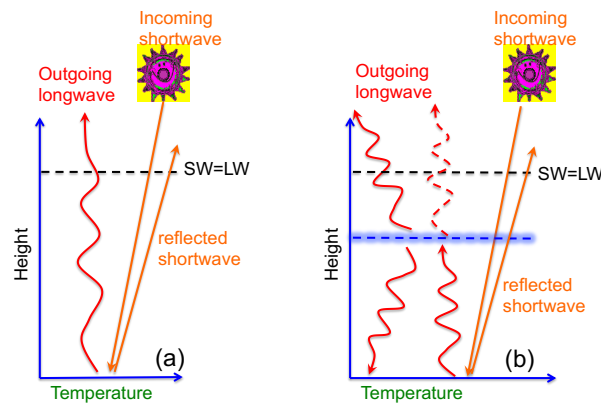 Incoming
shortwave
Outgoing
longwave
SW=LW
reflected
shortwave
Height
(a)
Temperature
Incoming
shortwave
Outgoing
longwave
SW=LW
reflected
shortwave
Height
(b)
Temperature